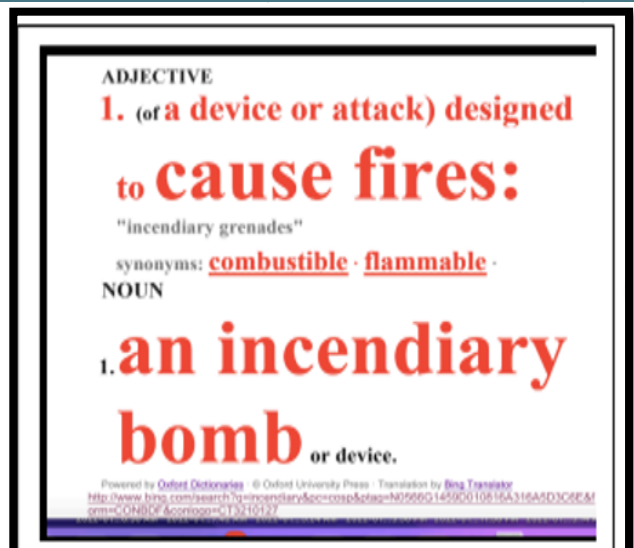 ADJECTIVE
1. (of a device or attack) designed
to cause fires:
"incendiary grenades"
synonyms: combustible · flammable ·
NOUN
1. an incendiary
bomb or device.
Powered by Oxford Dictionaries · © Oxford University Press · Translation by Bing Translator